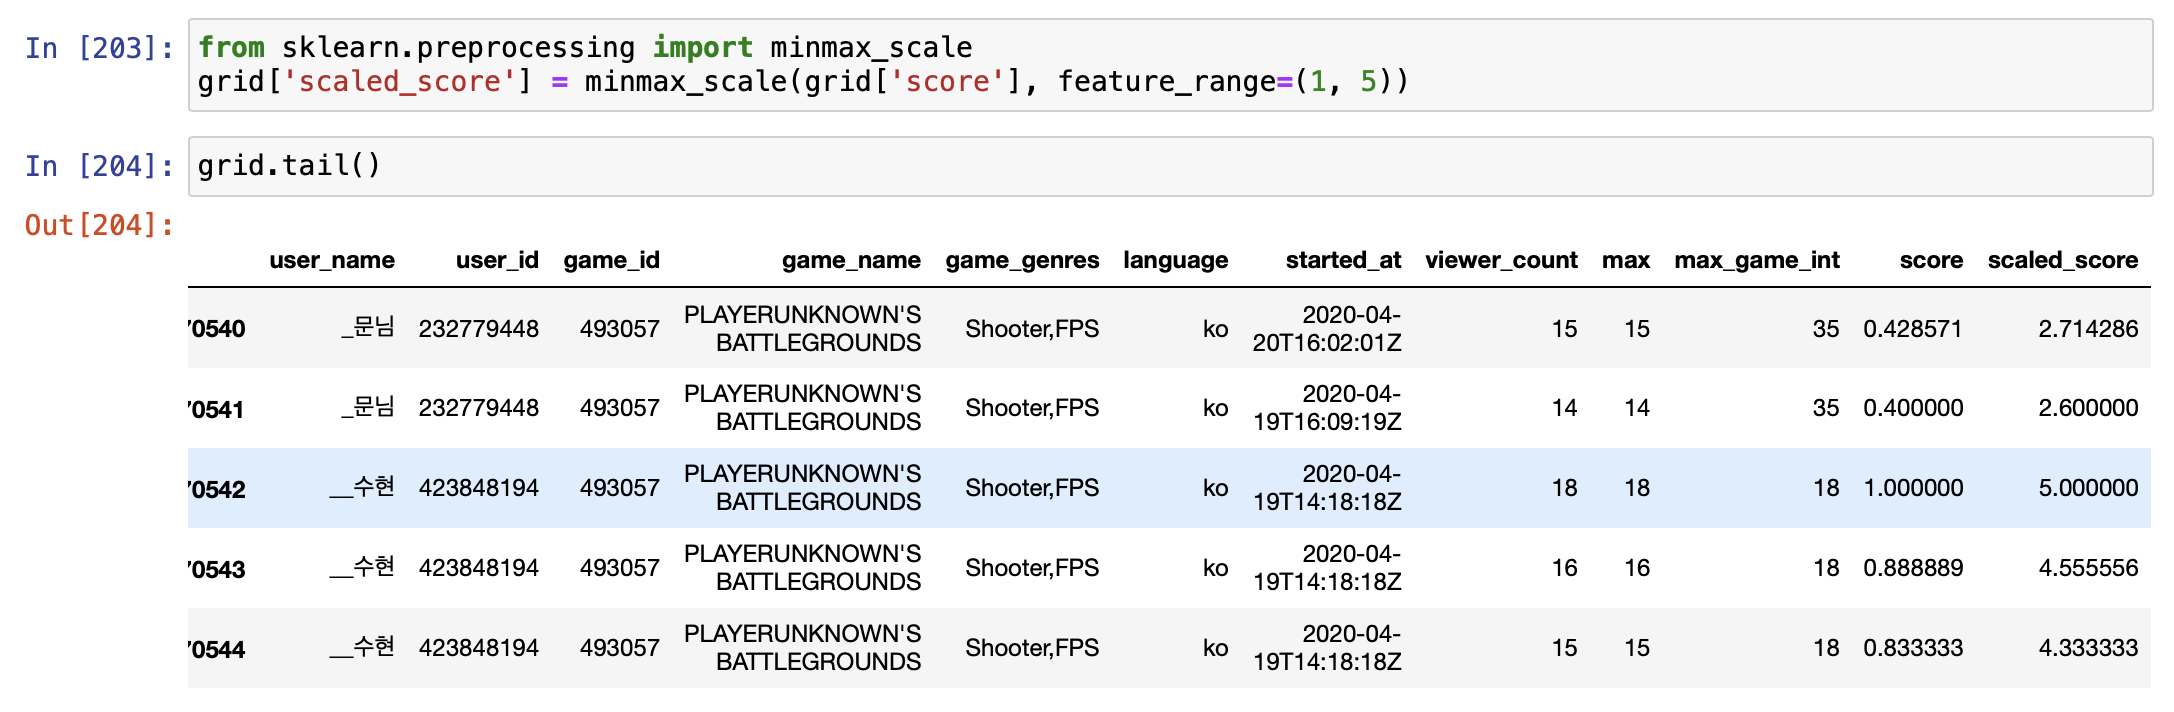 In [203]: from sklearn.preprocessing import minmax_scale
grid['scaled_score'] = minmax_scale(grid['score'], feature_range=(1, 5))
In [204]: grid.tail()
Out[204]:
user_name user_id game_id game_name game_genres language started_at viewer_count max max_game_int score scaled_score
70540 _문님 232779448 493057 PLAYERUNKNOWN'S BATTLEGROUNDS Shooter,FPS ko 2020-04-20T16:02:01Z 15 15 35 0.428571 2.714286
70541 _문님 232779448 493057 PLAYERUNKNOWN'S BATTLEGROUNDS Shooter,FPS ko 2020-04-19T16:09:19Z 14 14 35 0.400000 2.600000
70542 __수현 423848194 493057 PLAYERUNKNOWN'S BATTLEGROUNDS Shooter,FPS ko 2020-04-19T14:18:18Z 18 18 18 1.000000 5.000000
70543 __수현 423848194 493057 PLAYERUNKNOWN'S BATTLEGROUNDS Shooter,FPS ko 2020-04-19T14:18:18Z 16 16 18 0.888889 4.555556
70544 __수현 423848194 493057 PLAYERUNKNOWN'S BATTLEGROUNDS Shooter,FPS ko 2020-04-19T14:18:18Z 15 15 18 0.833333 4.333333